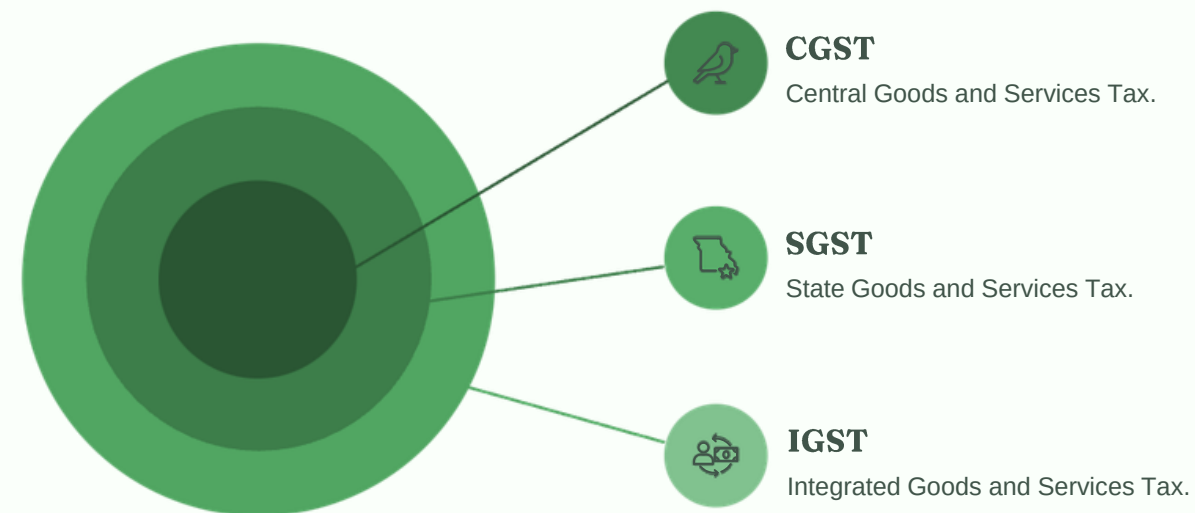 CGST
Central Goods and Services Tax.
SGST
State Goods and Services Tax.
IGST
Integrated Goods and Services Tax.